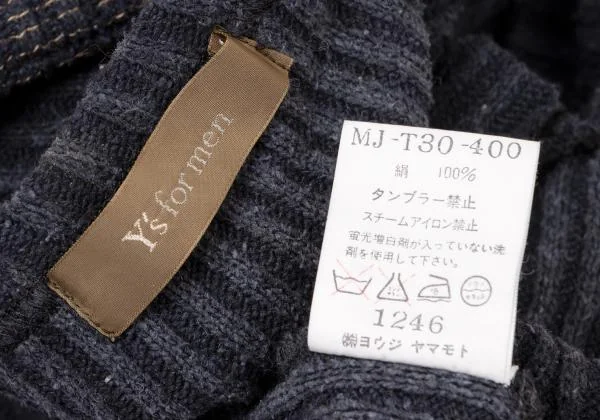 Y's for men
MJ-T30-400
絹 100%
タンブラー禁止
スチームアイロン禁止
蛍光増白剤が入っていない洗
剤を使用して下さい。
1246
㈱ヨウジ ヤマモト